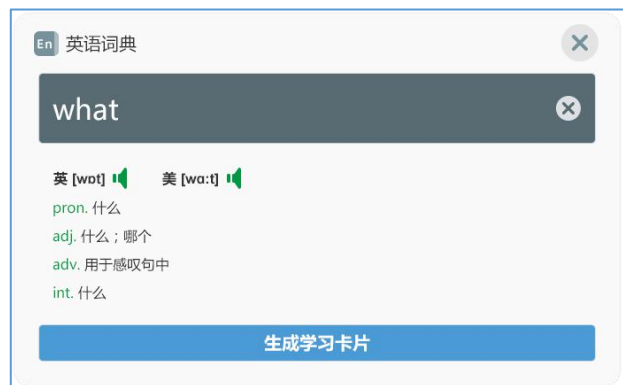 En 英语词典
what
英 [wɒt] 美 [wɑ:t]
pron. 什么
adj. 什么；哪个
adv. 用于感叹句中
int. 什么
生成学习卡片